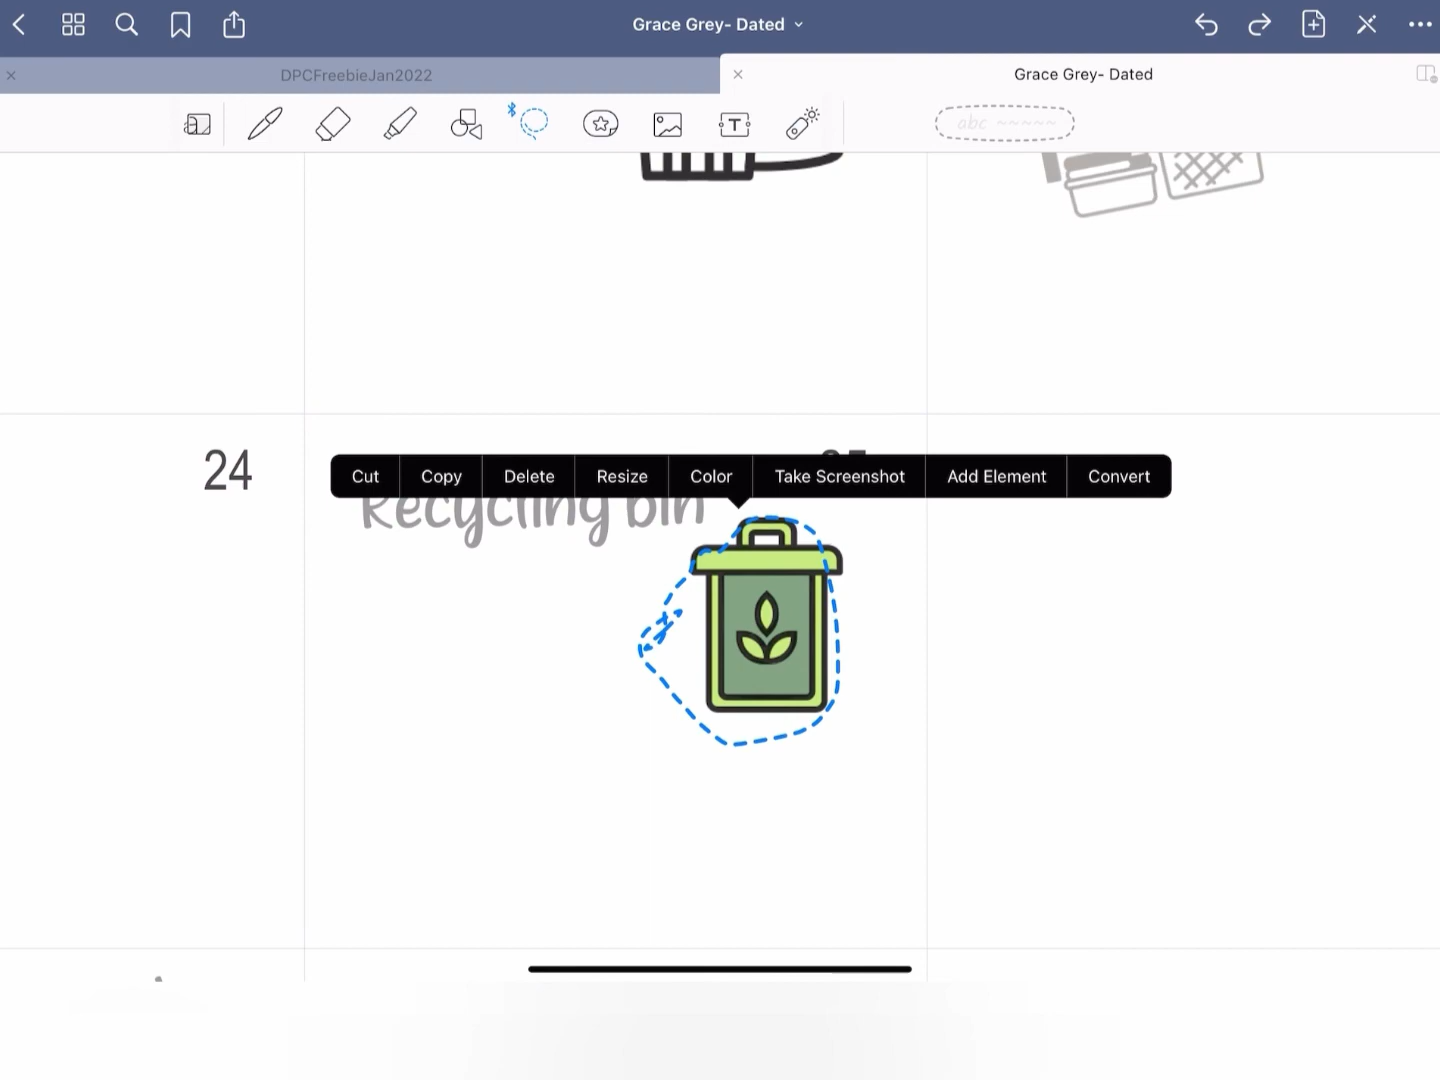 Grace Grey- Dated
DPCFreebieJan2022
Grace Grey- Dated
abc
24
Cut Copy Delete Resize Color Take Screenshot Add Element Convert
Recycling bin